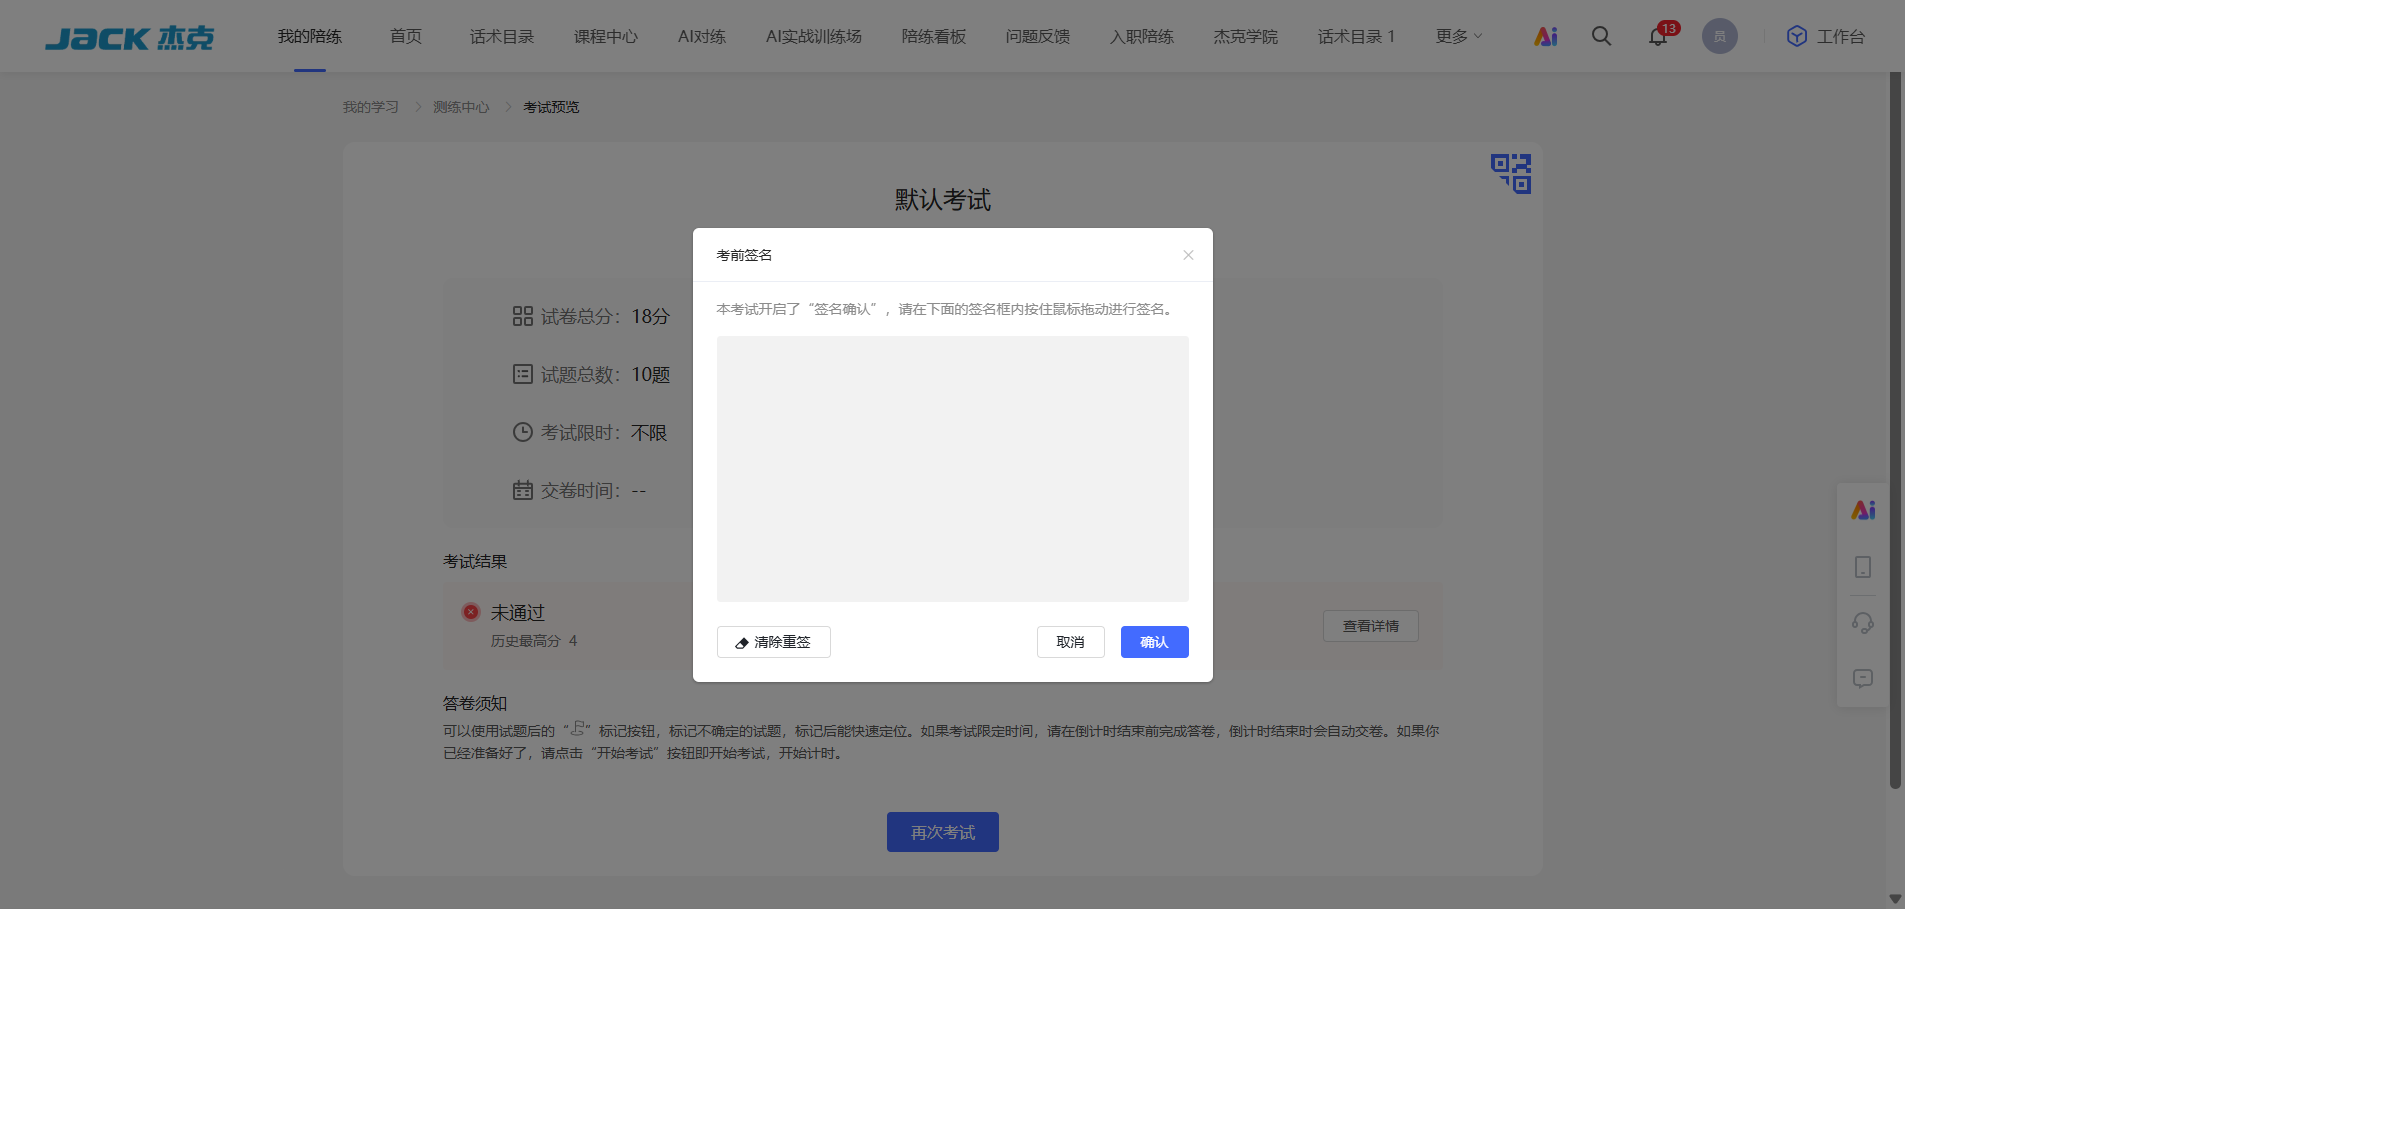 JACK 杰克 我的陪练 首页 话术目录 课程中心 AI对练 AI实战训练场 陪练看板 问题反馈 入职陪练 杰克学院 话术目录 1 更多 Ai 13 员 工作台
我的学习 测练中心 考试预览
默认考试
考前签名
本考试开启了“签名确认”，请在下面的签名框内按住鼠标拖动进行签名。
试卷总分：18分
试题总数：10题
考试限时：不限
交卷时间：--
Ai
考试结果
未通过
历史最高分 4
查看详情
清除重签 取消 确认
答卷须知
可以使用试题后的“”标记按钮，标记不确定的试题，标记后能快速定位。如果考试限定时间，请在倒计时结束前完成答卷，倒计时结束时会自动交卷。如果你
已经准备好了，请点击“开始考试”按钮即开始考试，开始计时。
再次考试